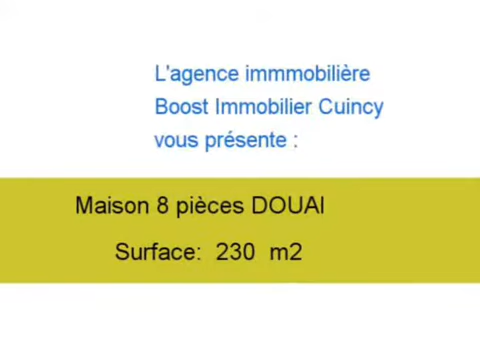 L'agence immmobilière
Boost Immobilier Cuincy
vous présente :
Maison 8 pièces DOUAI
Surface: 230 m2